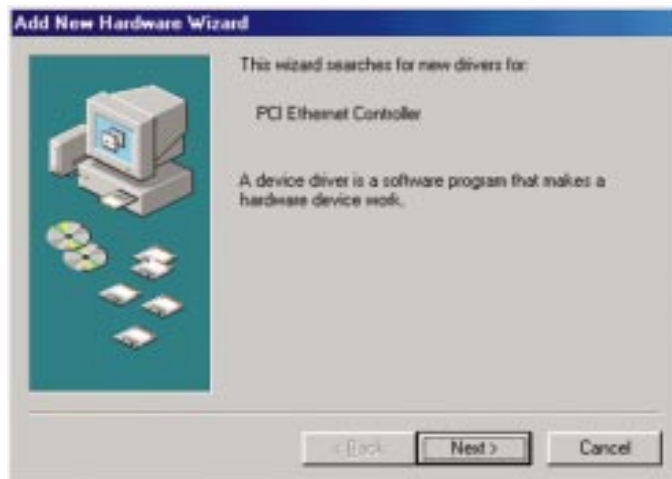 Add New Hardware Wizard
This wizard searches for new drivers for:
PCI Ethernet Controller
A device driver is a software program that makes a
hardware device work.
< Back
Next >
Cancel